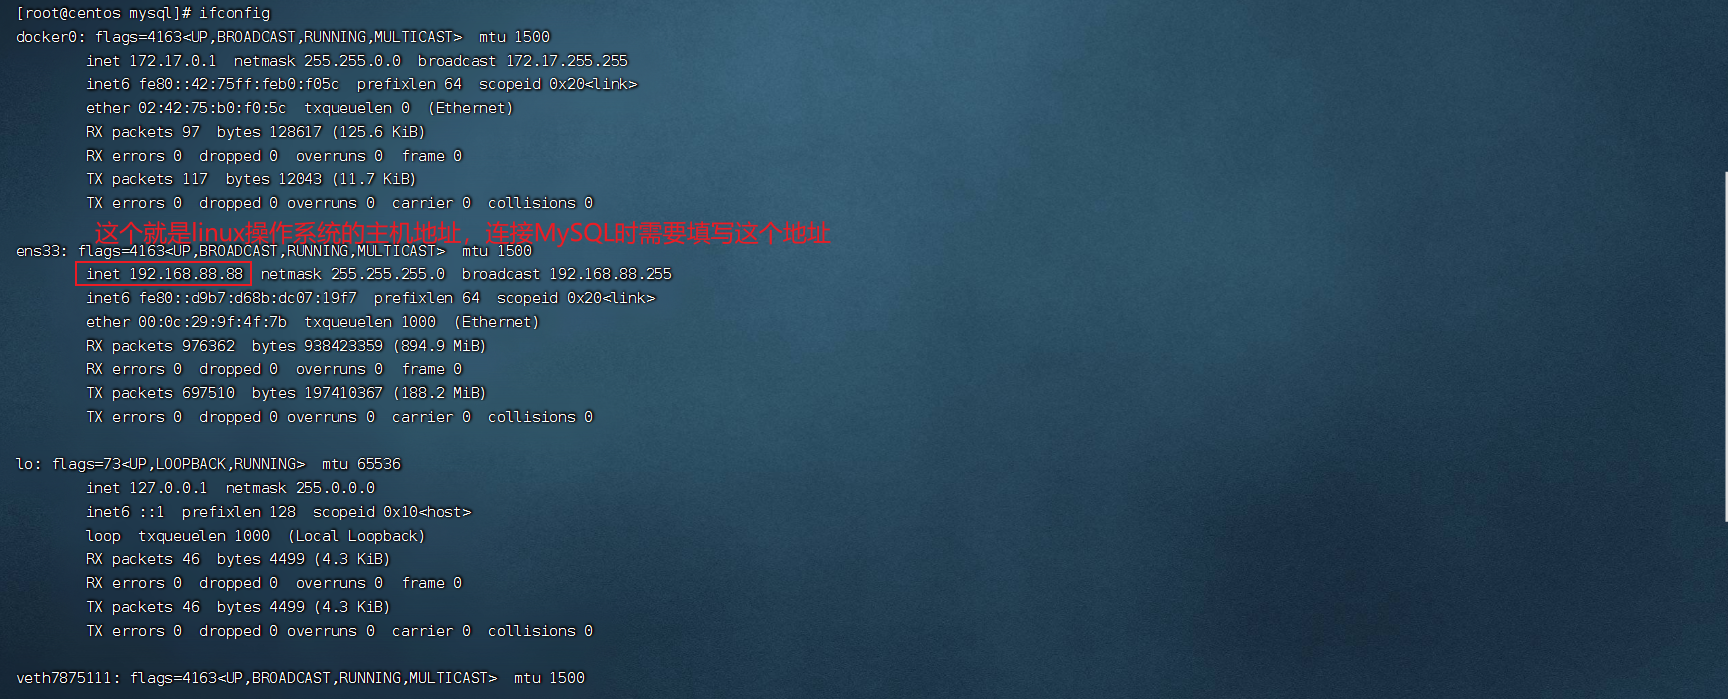 [root@centos mysql]# ifconfig
docker0: flags=4163<UP,BROADCAST,RUNNING,MULTICAST>  mtu 1500
        inet 172.17.0.1  netmask 255.255.0.0  broadcast 172.17.255.255
        inet6 fe80::42:75ff:feb0:f05c  prefixlen 64  scopeid 0x20<link>
        ether 02:42:75:b0:f0:5c  txqueuelen 0  (Ethernet)
        RX packets 97  bytes 128617 (125.6 KiB)
        RX errors 0  dropped 0  overruns 0  frame 0
        TX packets 117  bytes 12043 (11.7 KiB)
        TX errors 0  dropped 0 overruns 0  carrier 0  collisions 0
这个就是linux操作系统的主机地址，连接MySQL时需要填写这个地址
ens33: flags=4163<UP,BROADCAST,RUNNING,MULTICAST>  mtu 1500
        inet 192.168.88.88  netmask 255.255.255.0  broadcast 192.168.88.255
        inet6 fe80::d9b7:d68b:dc07:19f7  prefixlen 64  scopeid 0x20<link>
        ether 00:0c:29:9f:4f:7b  txqueuelen 1000  (Ethernet)
        RX packets 976362  bytes 938423359 (894.9 MiB)
        RX errors 0  dropped 0  overruns 0  frame 0
        TX packets 697510  bytes 197410367 (188.2 MiB)
        TX errors 0  dropped 0 overruns 0  carrier 0  collisions 0
lo: flags=73<UP,LOOPBACK,RUNNING>  mtu 65536
        inet 127.0.0.1  netmask 255.0.0.0
        inet6 ::1  prefixlen 128  scopeid 0x10<host>
        loop  txqueuelen 1000  (Local Loopback)
        RX packets 46  bytes 4499 (4.3 KiB)
        RX errors 0  dropped 0  overruns 0  frame 0
        TX packets 46  bytes 4499 (4.3 KiB)
        TX errors 0  dropped 0 overruns 0  carrier 0  collisions 0
veth7875111: flags=4163<UP,BROADCAST,RUNNING,MULTICAST>  mtu 1500